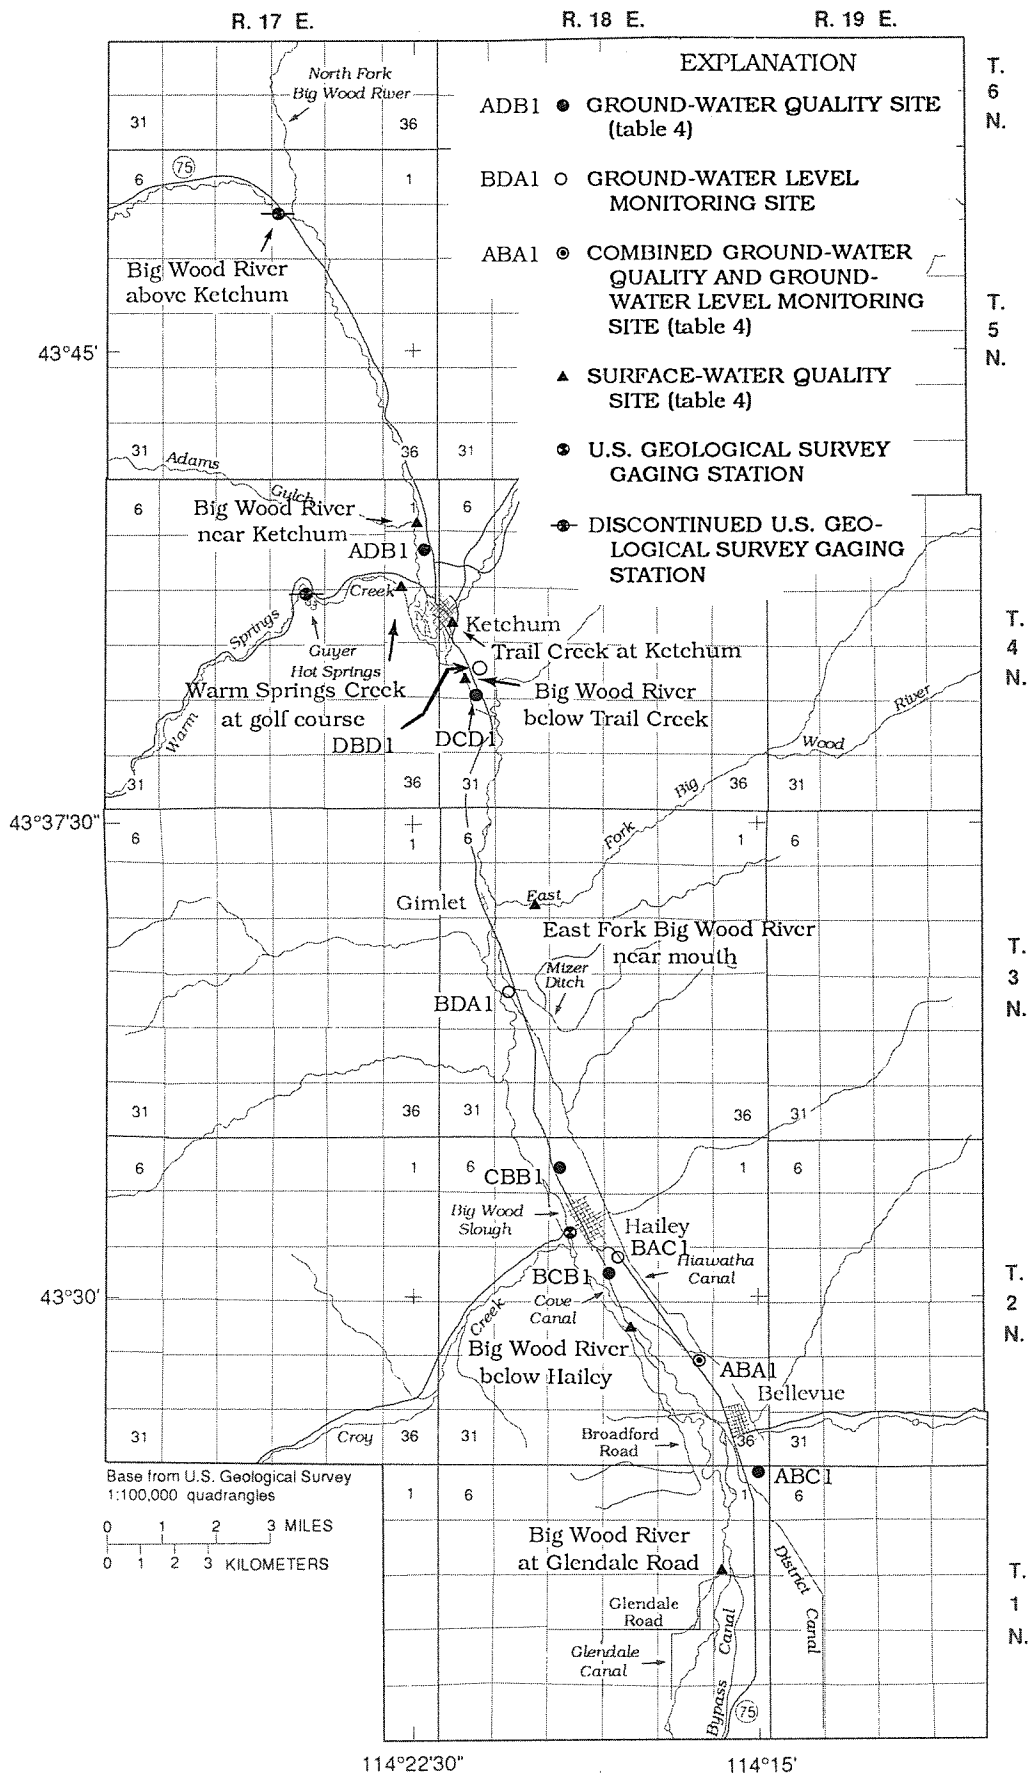 R. 17 E.
R. 18 E.
R. 19 E.
EXPLANATION
ADB1 ● GROUND-WATER QUALITY SITE
(table 4)
BDA1 ○ GROUND-WATER LEVEL
MONITORING SITE
ABA1 ◉ COMBINED GROUND-WATER
QUALITY AND GROUND-
WATER LEVEL MONITORING
SITE (table 4)
▲ SURFACE-WATER QUALITY
SITE (table 4)
U.S. GEOLOGICAL SURVEY
GAGING STATION
DISCONTINUED U.S. GEO-
LOGICAL SURVEY GAGING
STATION
T.
6
N.
T.
5
N.
T.
4
N.
T.
3
N.
T.
2
N.
T.
1
N.
North Fork
Big Wood River
31
36
75
6
1
Big Wood River
above Ketchum
43°45'
31
36
31
Adams
Gulch
6
1
6
Big Wood River
near Ketchum
ADB1
Creek
Springs
Warm
Guyer
Hot Springs
Ketchum
Trail Creek at Ketchum
Warm Springs Creek
at golf course
Big Wood River
below Trail Creek
DBD1
DCD1
River
Wood
Big
Fork
East
31
36
31
36
31
43°37'30"
6
1
6
1
6
Gimlet
East Fork Big Wood River
near mouth
Mizer
Ditch
BDA1
31
36
31
36
31
6
1
6
1
6
CBB1
Big Wood
Slough
Hailey
BAC1
Hiawatha
Canal
BCB1
Cove
Canal
43°30'
Creek
Big Wood River
below Hailey
ABA1
Bellevue
31
Croy
36
31
Broadford
Road
36
31
ABC1
1
6
1
6
Base from U.S. Geological Survey
1:100,000 quadrangles
0 1 2 3 MILES
0 1 2 3 KILOMETERS
Big Wood River
at Glendale Road
District
Canal
Glendale
Road
Glendale
Canal
Bypass Canal
75
114°22'30"
114°15'